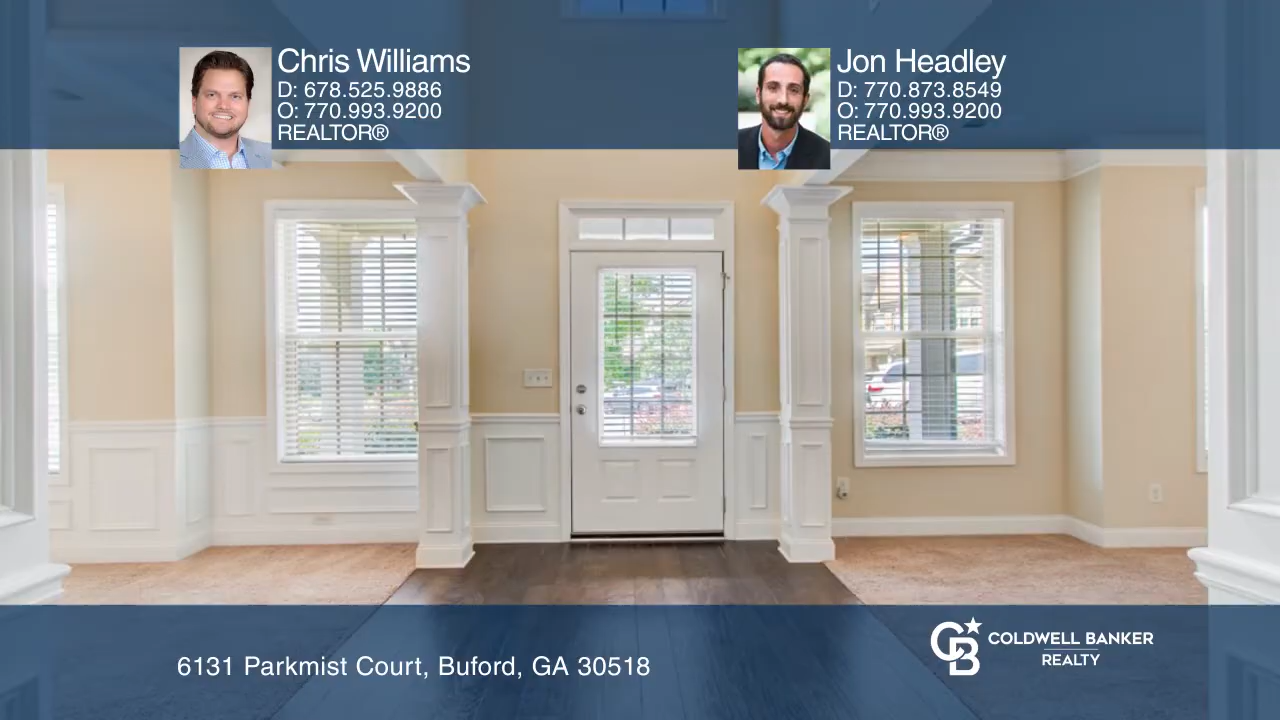 Chris Williams
D: 678.525.9886
O: 770.993.9200
REALTOR®
Jon Headley
D: 770.873.8549
O: 770.993.9200
REALTOR®
6131 Parkmist Court, Buford, GA 30518
CB
COLDWELL BANKER
REALTY